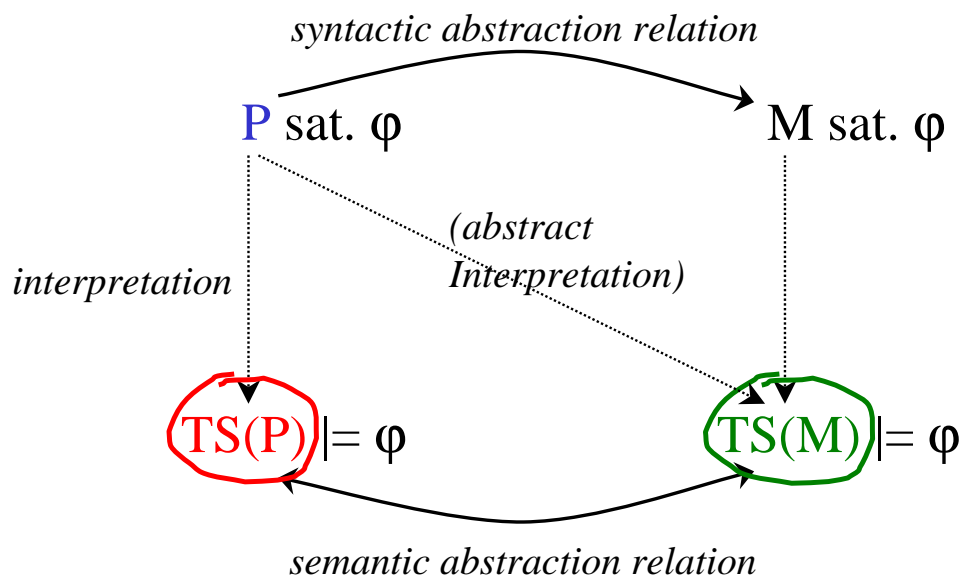 syntactic abstraction relation
P sat. φ
M sat. φ
(abstract
Interpretation)
interpretation
TS(P) |= φ
TS(M) |= φ
semantic abstraction relation